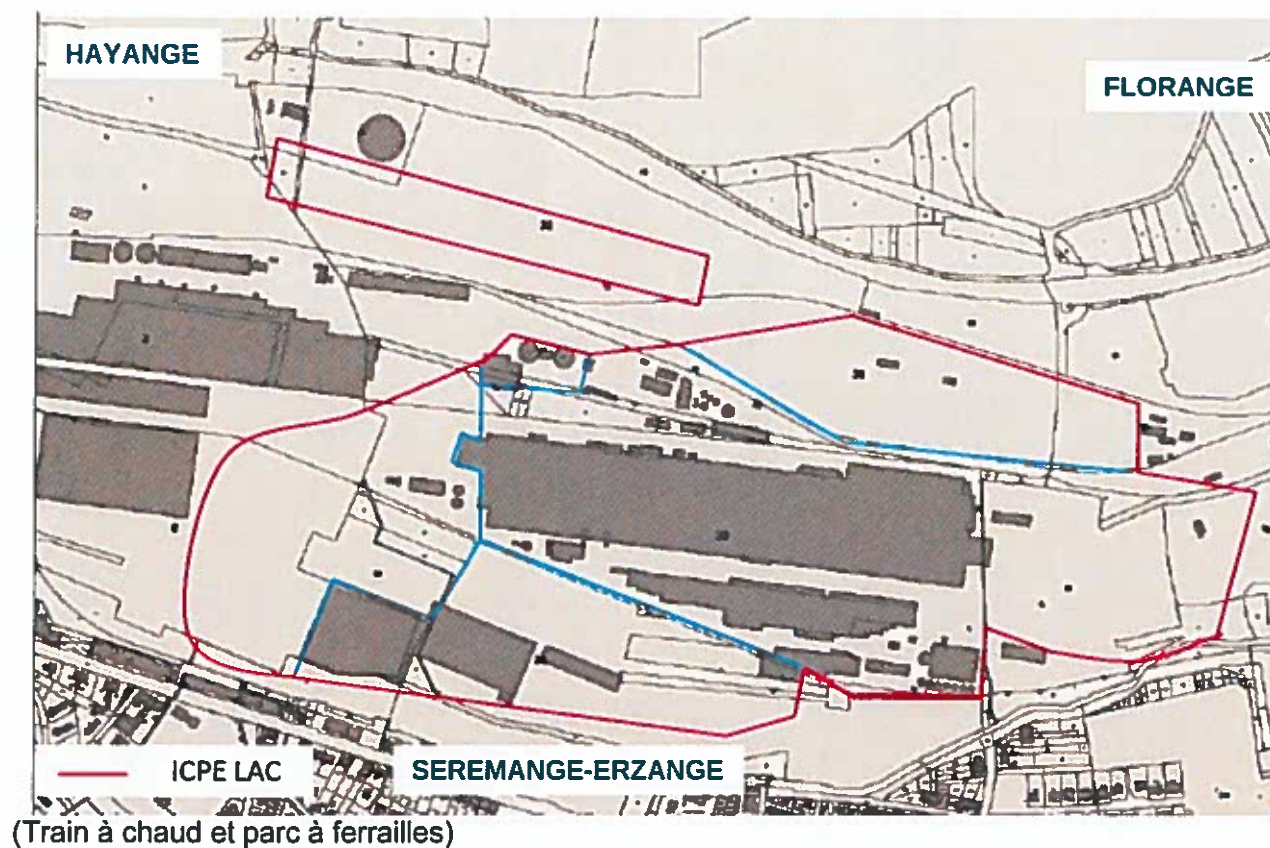 HAYANGE
FLORANGE
ICPE LAC
SEREMANGE-ERZANGE
(Train à chaud et parc à ferrailles)